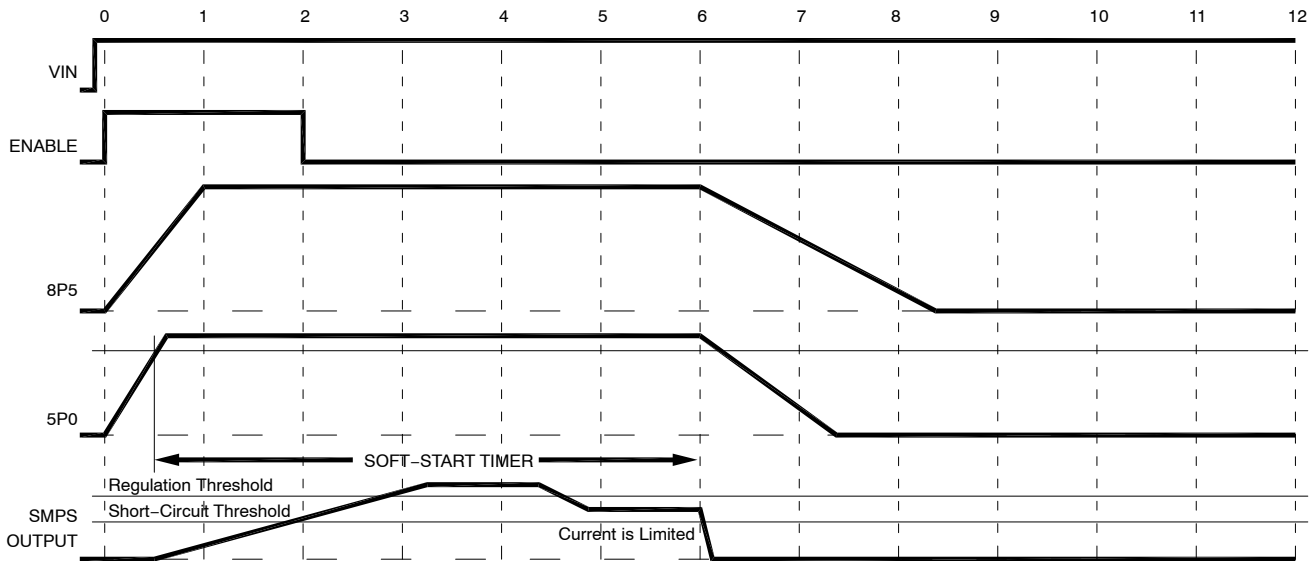 0 1 2 3 4 5 6 7 8 9 10 11 12
VIN
ENABLE
8P5
5P0
SOFT−START TIMER
Regulation Threshold
Short−Circuit Threshold
SMPS
OUTPUT
Current is Limited